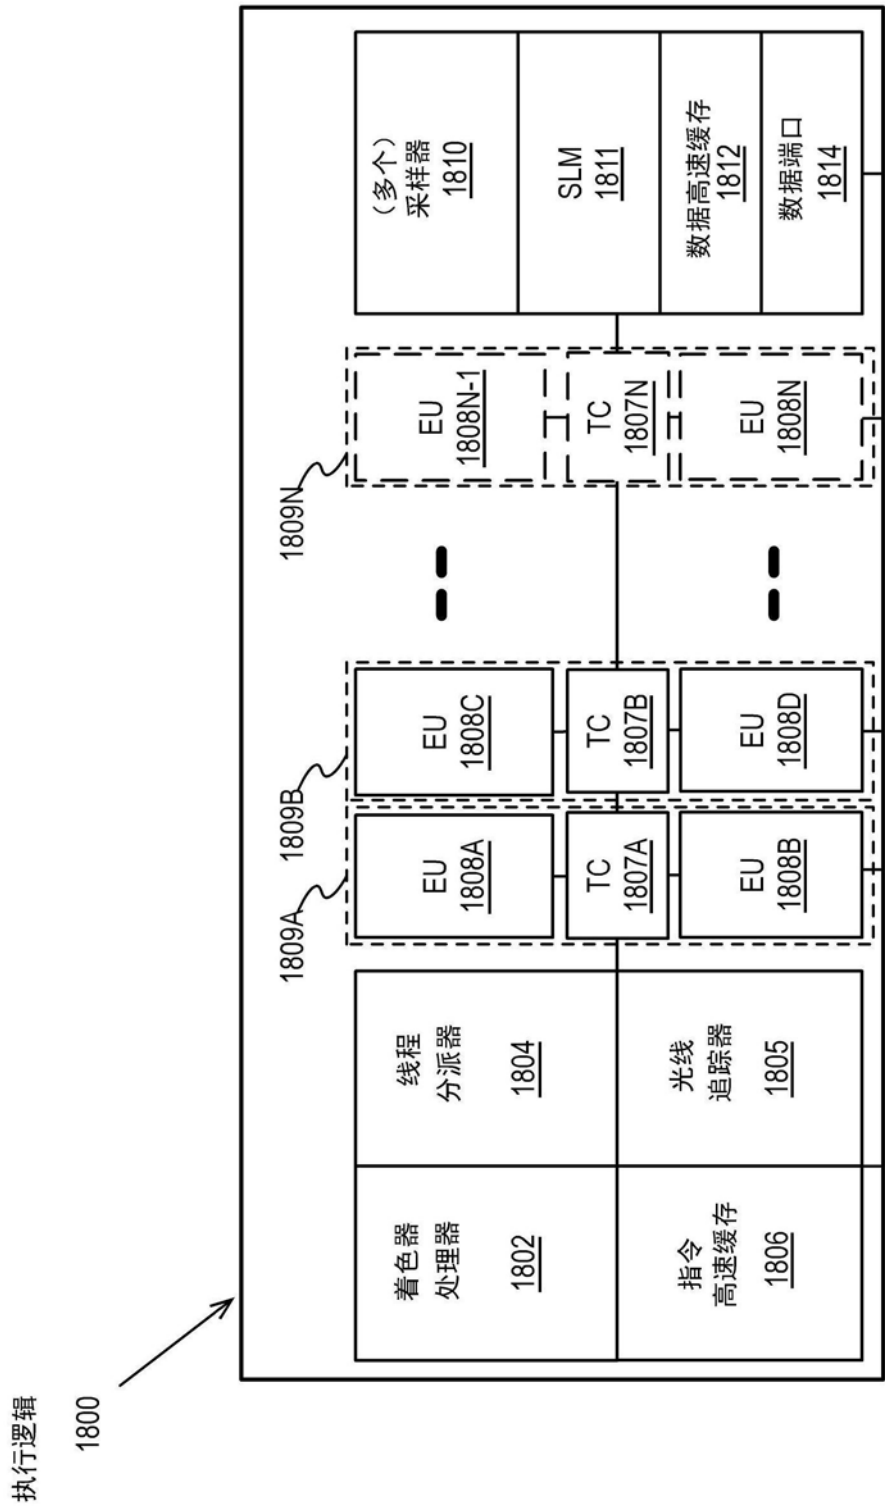 执行逻辑
1800
1809A
1809B
1809N
着色器
处理器
1802
线程
分派器
1804
EU
1808A
EU
1808C
EU
1808N-1
(多个)
采样器
1810
TC
1807A
TC
1807B
TC
1807N
SLM
1811
指令
高速缓存
1806
光线
追踪器
1805
EU
1808B
EU
1808D
EU
1808N
数据高速缓存
1812
数据端口
1814